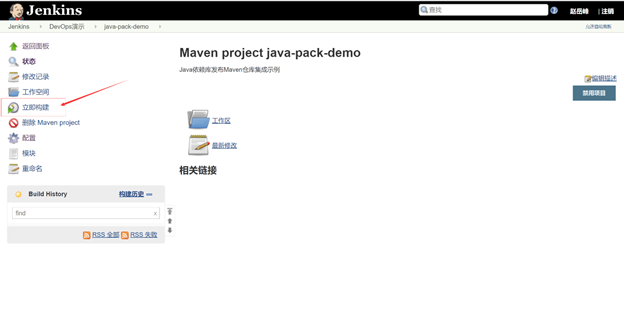 Jenkins
查找
赵岳峰
| 注销
Jenkins
DevOps演示
java-pack-demo
允许自动刷新
返回面板
状态
修改记录
工作空间
立即构建
删除 Maven project
配置
模块
重命名
Build History
构建历史
find
x
RSS 全部
RSS 失败
Maven project java-pack-demo
Java依赖库发布Maven仓库集成示例
编辑描述
禁用项目
工作区
最新修改
相关链接